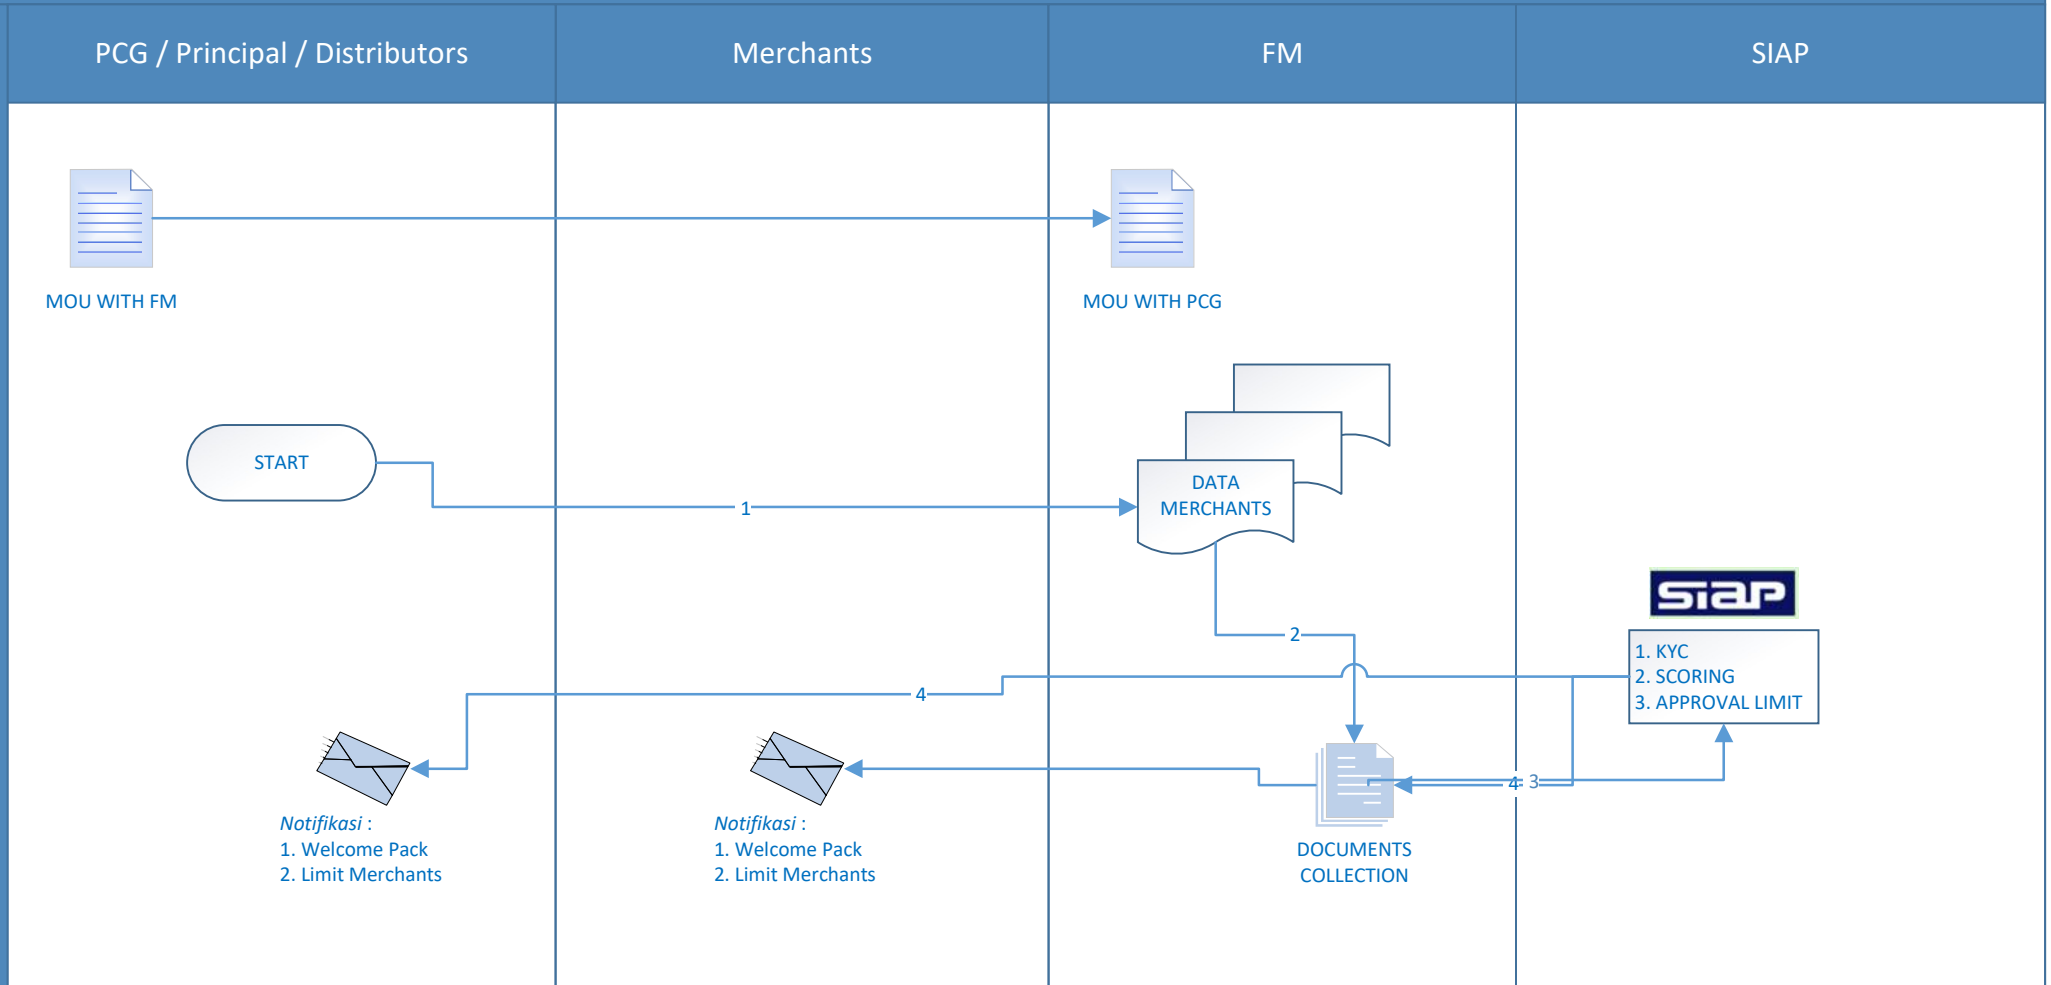 PCG / Principal / Distributors
Merchants
FM
SIAP
MOU WITH FM
MOU WITH PCG
START
1
DATA
MERCHANTS
siap
2
1. KYC
2. SCORING
3. APPROVAL LIMIT
4
4
3
Notifikasi :
1. Welcome Pack
2. Limit Merchants
Notifikasi :
1. Welcome Pack
2. Limit Merchants
DOCUMENTS
COLLECTION